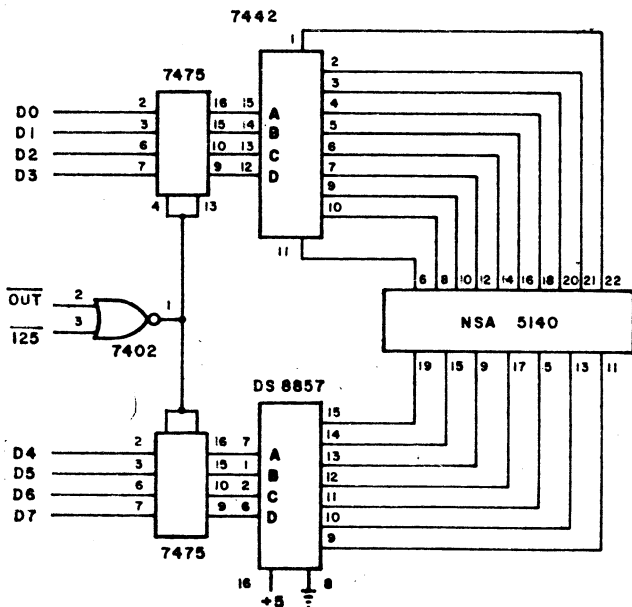 7442
1
7475
2
3
4
5
6
7
9
10
11
D0 2 16 15 A
D1 3 15 14 B
D2 6 10 13 C
D3 7 9 12 D
4 13
6 8 10 12 14 16 18 20 21 22
NSA 5140
19 15 9 17 5 13 11
OUT 2
125 3
1
7402
DS 8857
15
14
13
12
11
10
9
D4 2 16 7 A
D5 3 15 1 B
D6 6 10 2 C
D7 7 9 6 D
7475
16 8
+5